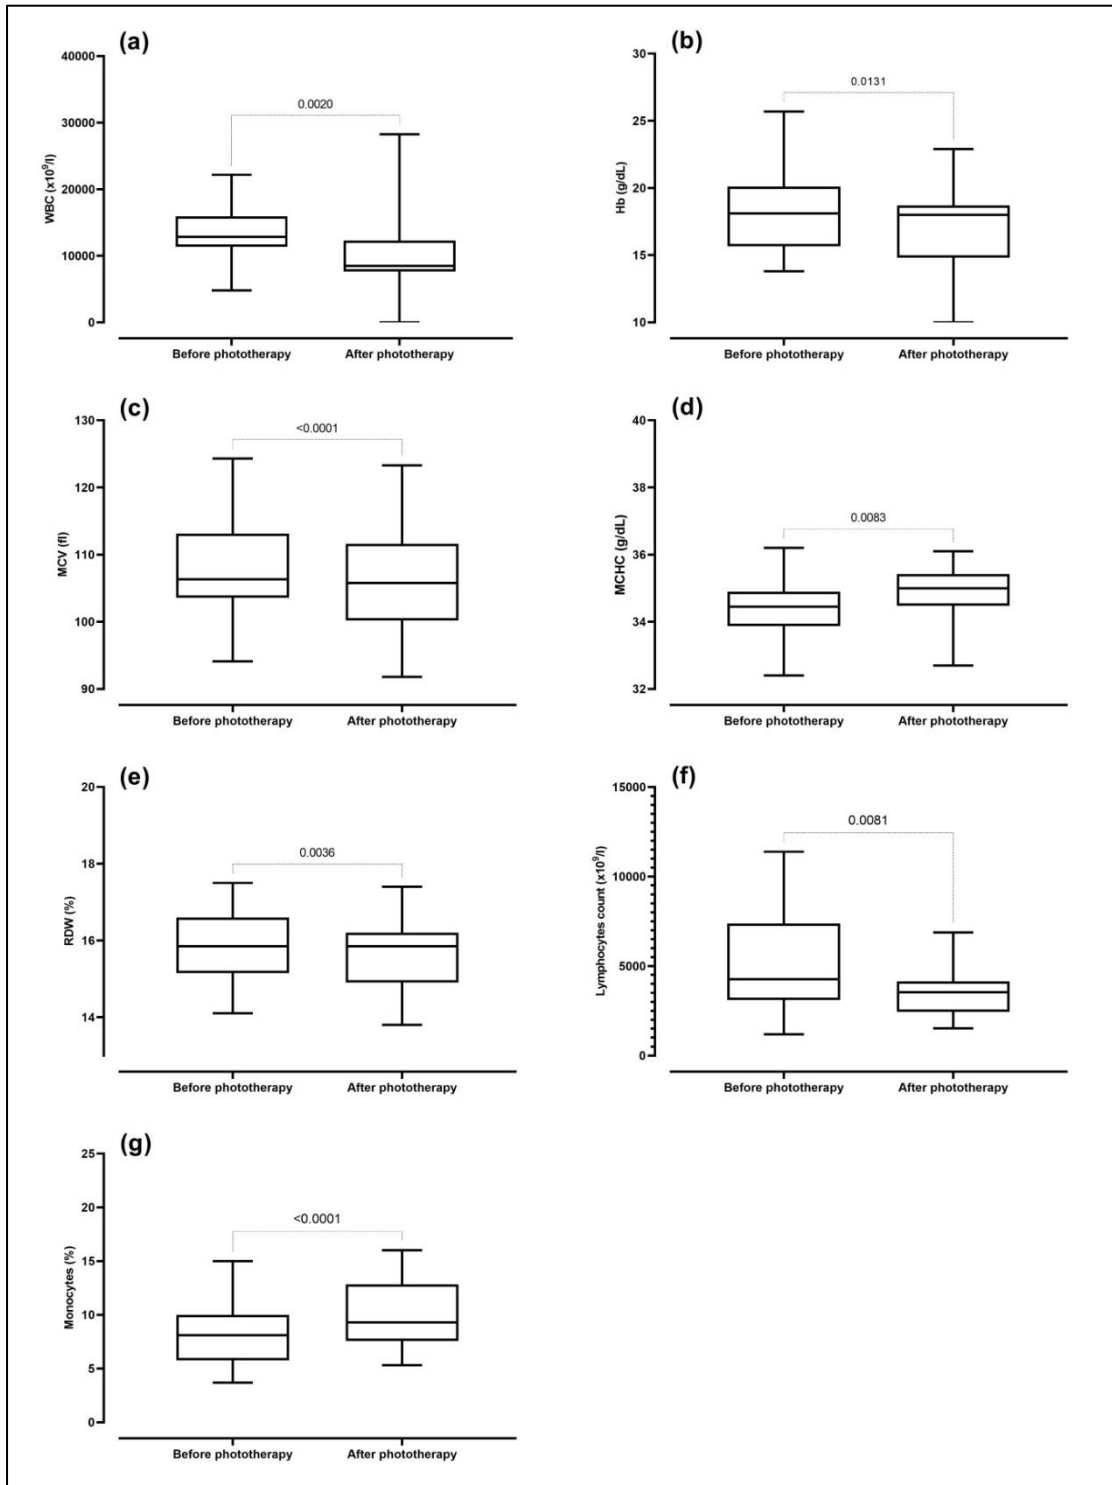 (a)
40000
30000
20000
10000
0
WBC (x10⁹/l)
0.0020
Before phototherapy
After phototherapy
(b)
30
25
20
15
10
Hb (g/dL)
0.0131
Before phototherapy
After phototherapy
(c)
130
120
110
100
90
MCV (fl)
<0.0001
Before phototherapy
After phototherapy
(d)
40
38
36
34
32
MCHC (g/dL)
0.0083
Before phototherapy
After phototherapy
(e)
20
18
16
14
RDW (%)
0.0036
Before phototherapy
After phototherapy
(f)
15000
10000
5000
0
Lymphocytes count (x10⁹/l)
0.0081
Before phototherapy
After phototherapy
(g)
25
20
15
10
5
0
Monocytes (%)
<0.0001
Before phototherapy
After phototherapy